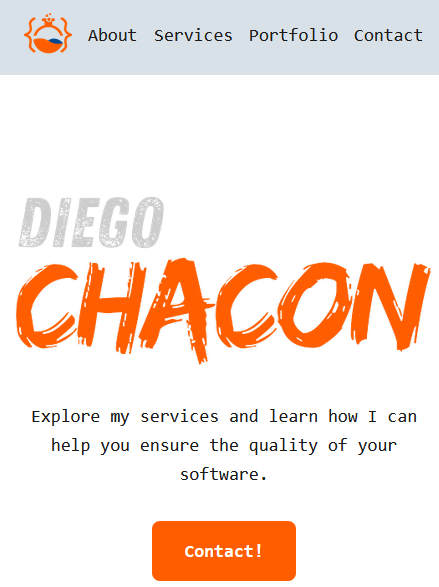 About Services Portfolio Contact
DIEGO
CHACON
Explore my services and learn how I can
help you ensure the quality of your
software.
Contact!